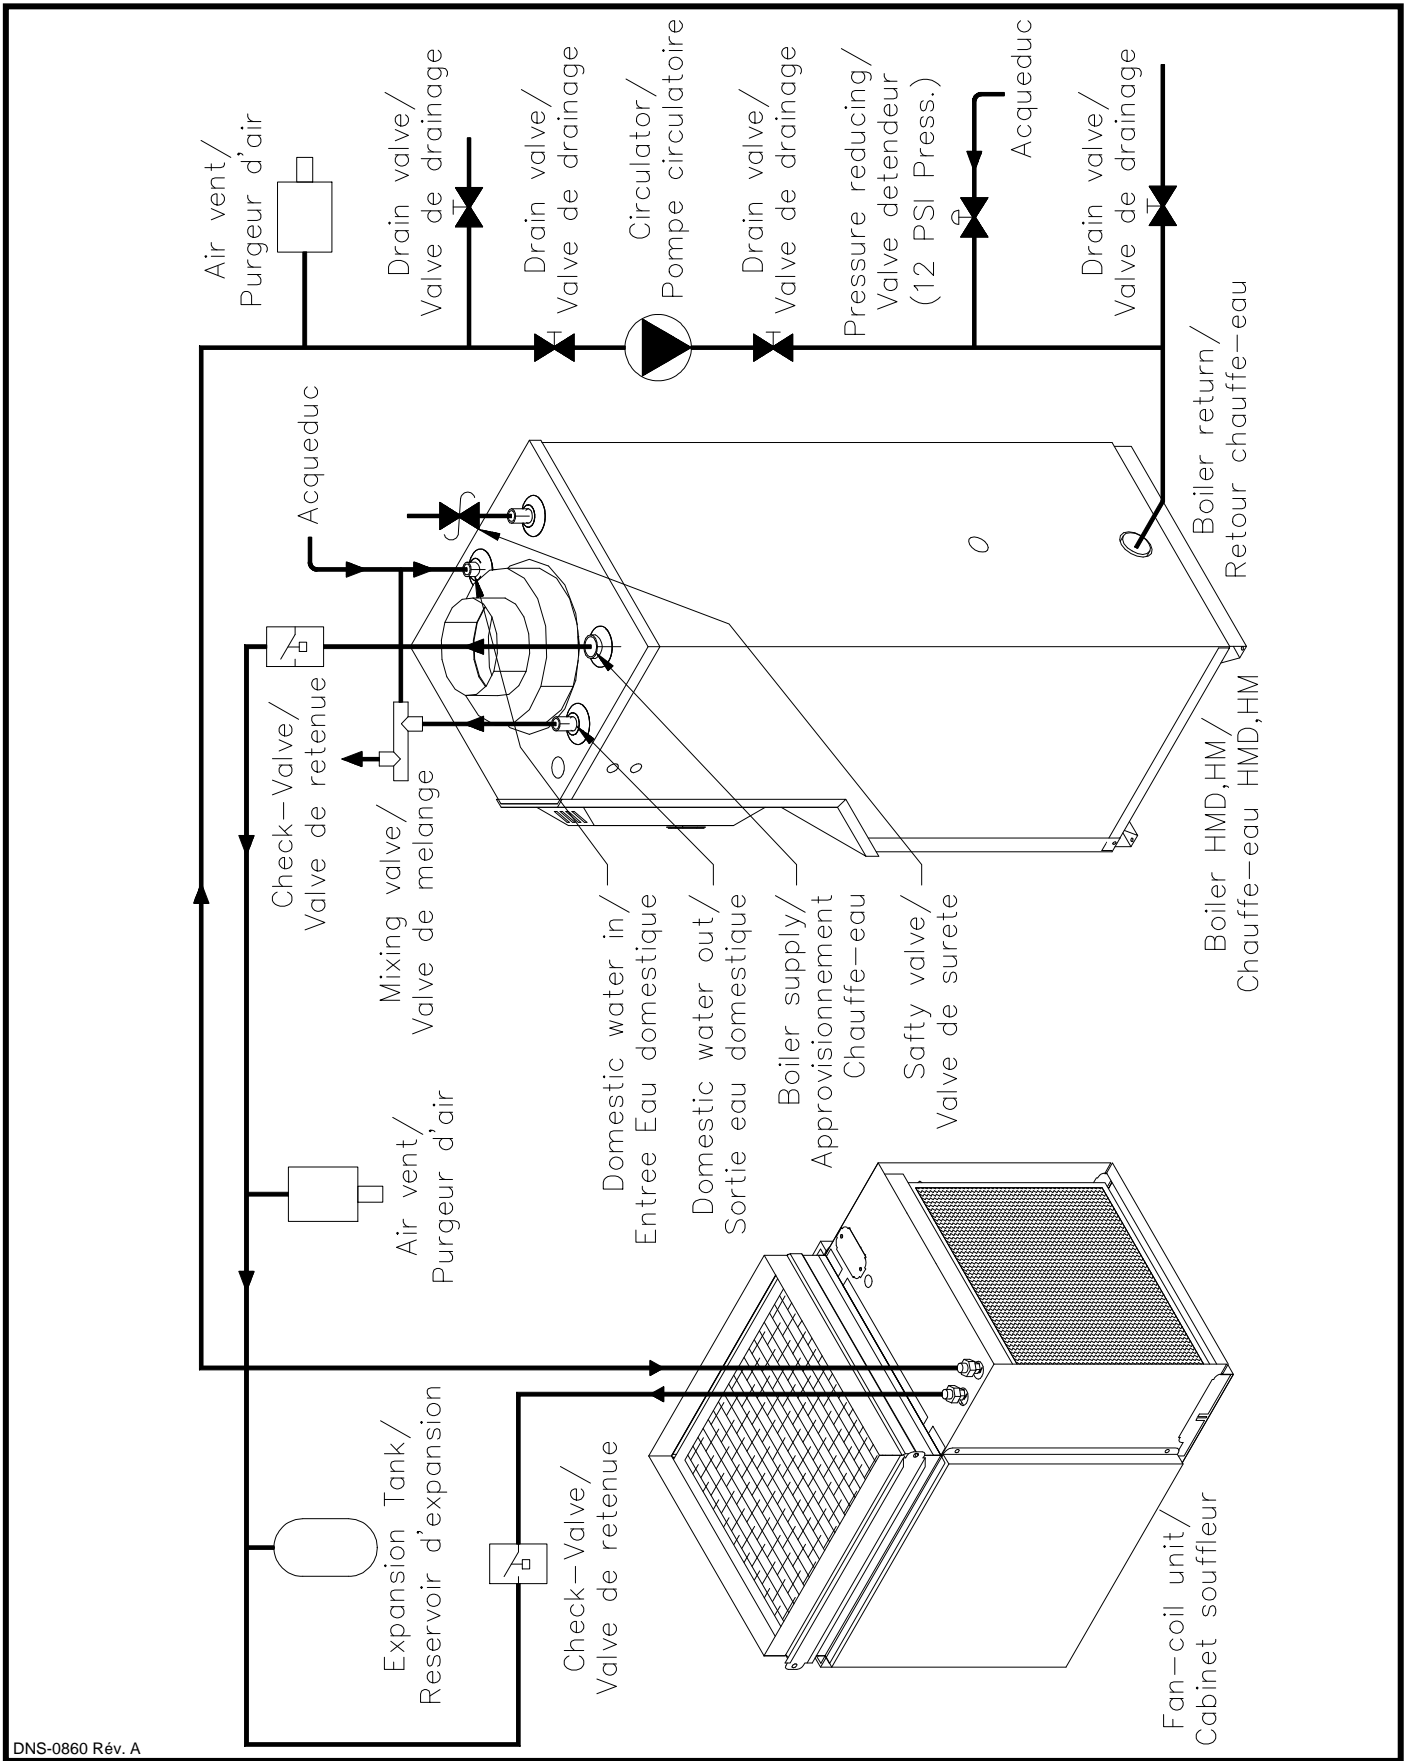 Air vent/
Purgeur d'air
Drain valve/
Valve de drainage
Drain valve/
Valve de drainage
Circulator/
Pompe circulatoire
Drain valve/
Valve de drainage
Pressure reducing/
Valve detendeur
(12 PSI Press.)
Acqueduc
Drain valve/
Valve de drainage
Acqueduc
Boiler return/
Retour chauffe-eau
Check-Valve/
Valve de retenue
Mixing valve/
Valve de melange
Domestic water in/
Entree Eau domestique
Domestic water out/
Sortie eau domestique
Boiler supply/
Approvisionnement
Chauffe-eau
Safty valve/
Valve de surete
Boiler HMD,HM/
Chauffe-eau HMD,HM
Air vent/
Purgeur d'air
Expansion Tank/
Reservoir d'expansion
Check-Valve/
Valve de retenue
Fan-coil unit/
Cabinet souffleur
DNS-0860 Rév. A